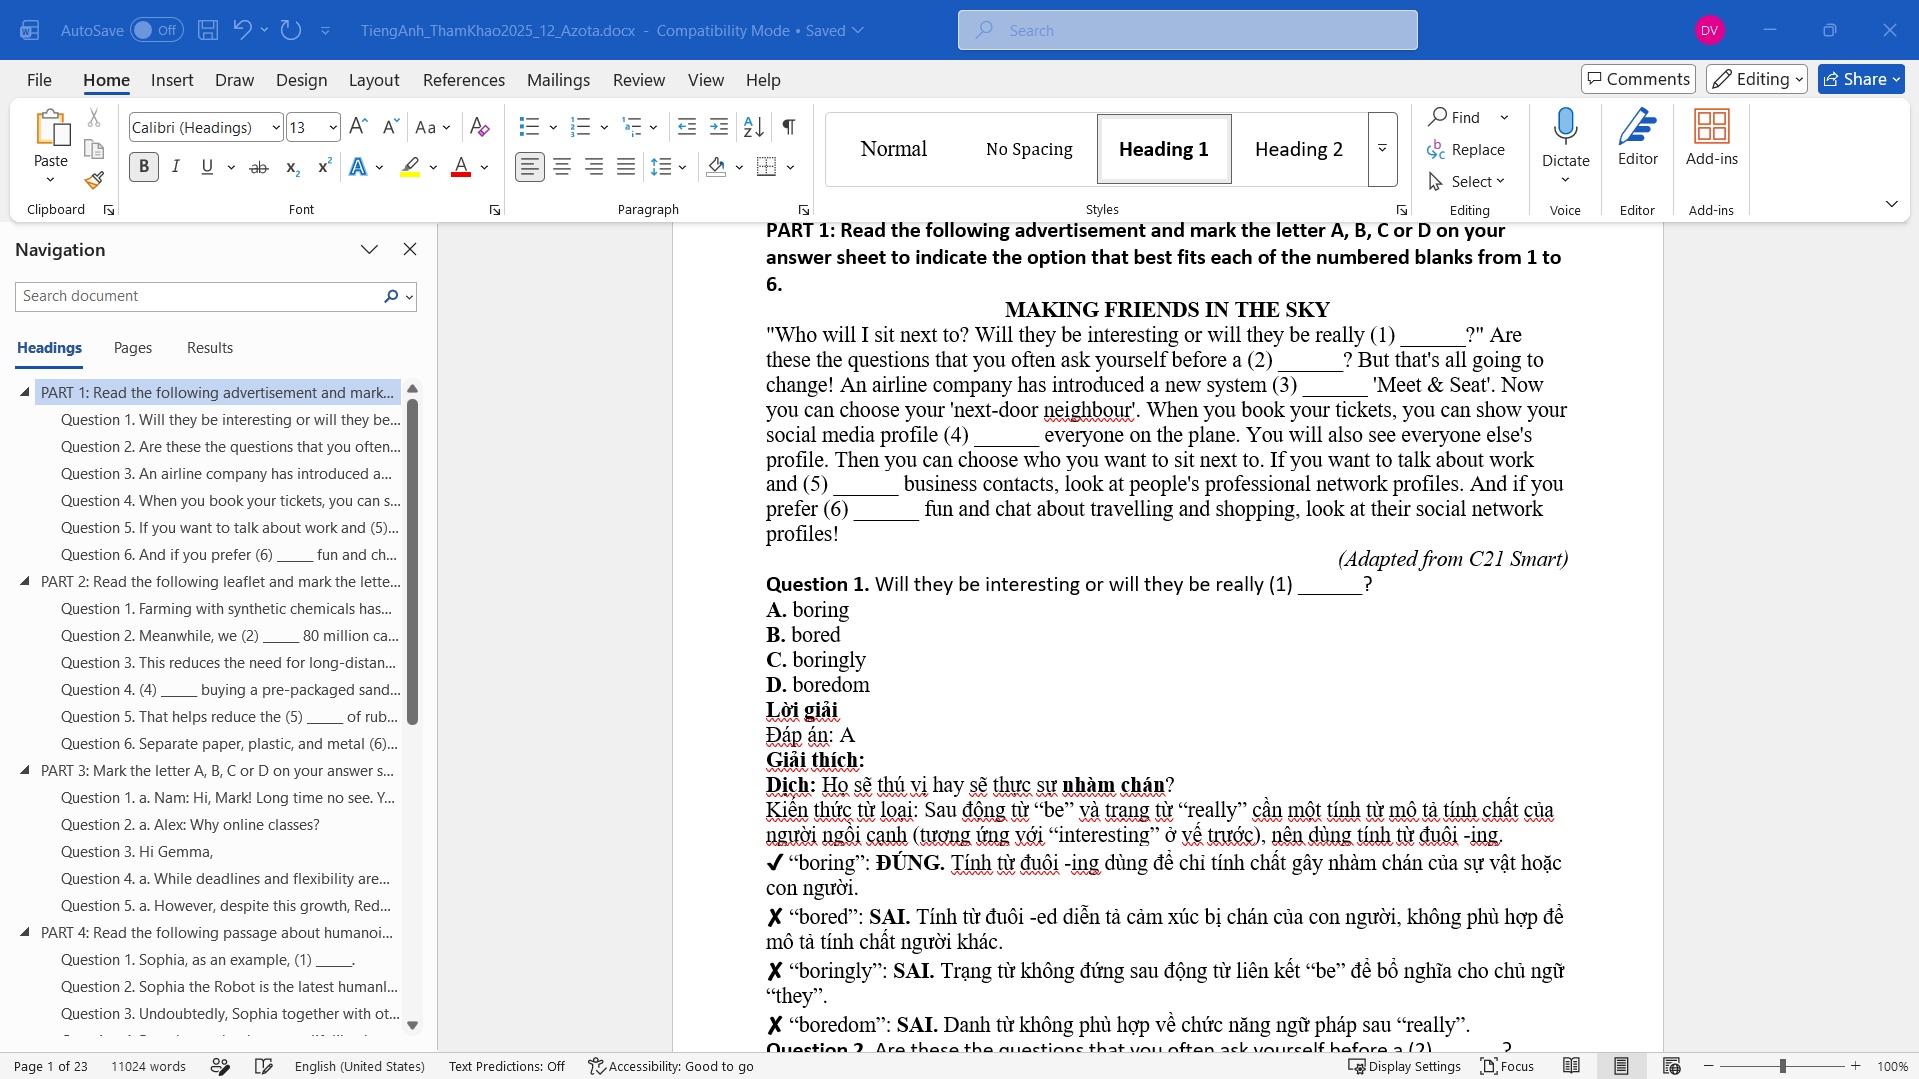 AutoSave Off TiengAnh_ThamKhao2025_12_Azota.docx - Compatibility Mode • Saved Search DV
File Home Insert Draw Design Layout References Mailings Review View Help Comments Editing Share
Paste Calibri (Headings) 13 Normal No Spacing Heading 1 Heading 2 Find Replace Select Dictate Editor Add-ins
Clipboard Font Paragraph Styles Editing Voice Editor Add-ins
Navigation
Search document
Headings Pages Results
PART 1: Read the following advertisement and mark...
Question 1. Will they be interesting or will they be...
Question 2. Are these the questions that you often...
Question 3. An airline company has introduced a...
Question 4. When you book your tickets, you can s...
Question 5. If you want to talk about work and (5)...
Question 6. And if you prefer (6) _____ fun and ch...
PART 2: Read the following leaflet and mark the lette...
Question 1. Farming with synthetic chemicals has...
Question 2. Meanwhile, we (2) _____ 80 million ca...
Question 3. This reduces the need for long-distan...
Question 4. (4) _____ buying a pre-packaged sand...
Question 5. That helps reduce the (5) _____ of rub...
Question 6. Separate paper, plastic, and metal (6)...
PART 3: Mark the letter A, B, C or D on your answer s...
Question 1. a. Nam: Hi, Mark! Long time no see. Y...
Question 2. a. Alex: Why online classes?
Question 3. Hi Gemma,
Question 4. a. While deadlines and flexibility are...
Question 5. a. However, despite this growth, Red...
PART 4: Read the following passage about humanoi...
Question 1. Sophia, as an example, (1) _____.
Question 2. Sophia the Robot is the latest humanl...
Question 3. Undoubtedly, Sophia together with ot...
PART 1: Read the following advertisement and mark the letter A, B, C or D on your
answer sheet to indicate the option that best fits each of the numbered blanks from 1 to
6.
MAKING FRIENDS IN THE SKY
"Who will I sit next to? Will they be interesting or will they be really (1) ______?" Are
these the questions that you often ask yourself before a (2) ______? But that's all going to
change! An airline company has introduced a new system (3) ______ 'Meet & Seat'. Now
you can choose your 'next-door neighbour'. When you book your tickets, you can show your
social media profile (4) ______ everyone on the plane. You will also see everyone else's
profile. Then you can choose who you want to sit next to. If you want to talk about work
and (5) ______ business contacts, look at people's professional network profiles. And if you
prefer (6) ______ fun and chat about travelling and shopping, look at their social network
profiles!
(Adapted from C21 Smart)
Question 1. Will they be interesting or will they be really (1) ______?
A. boring
B. bored
C. boringly
D. boredom
Lời giải
Đáp án: A
Giải thích:
Dịch: Họ sẽ thú vị hay sẽ thực sự nhàm chán?
Kiến thức từ loại: Sau động từ “be” và trạng từ “really” cần một tính từ mô tả tính chất của
người ngồi cạnh (tương ứng với “interesting” ở vế trước), nên dùng tính từ đuôi -ing.
✔ “boring”: ĐÚNG. Tính từ đuôi -ing dùng để chỉ tính chất gây nhàm chán của sự vật hoặc
con người.
✘ “bored”: SAI. Tính từ đuôi -ed diễn tả cảm xúc bị chán của con người, không phù hợp để
mô tả tính chất người khác.
✘ “boringly”: SAI. Trạng từ không đứng sau động từ liên kết “be” để bổ nghĩa cho chủ ngữ
“they”.
✘ “boredom”: SAI. Danh từ không phù hợp về chức năng ngữ pháp sau “really”.
Question 2. Are these the questions that you often ask yourself before a (2) ______?
Page 1 of 23 11024 words English (United States) Text Predictions: Off Accessibility: Good to go Display Settings Focus 100%